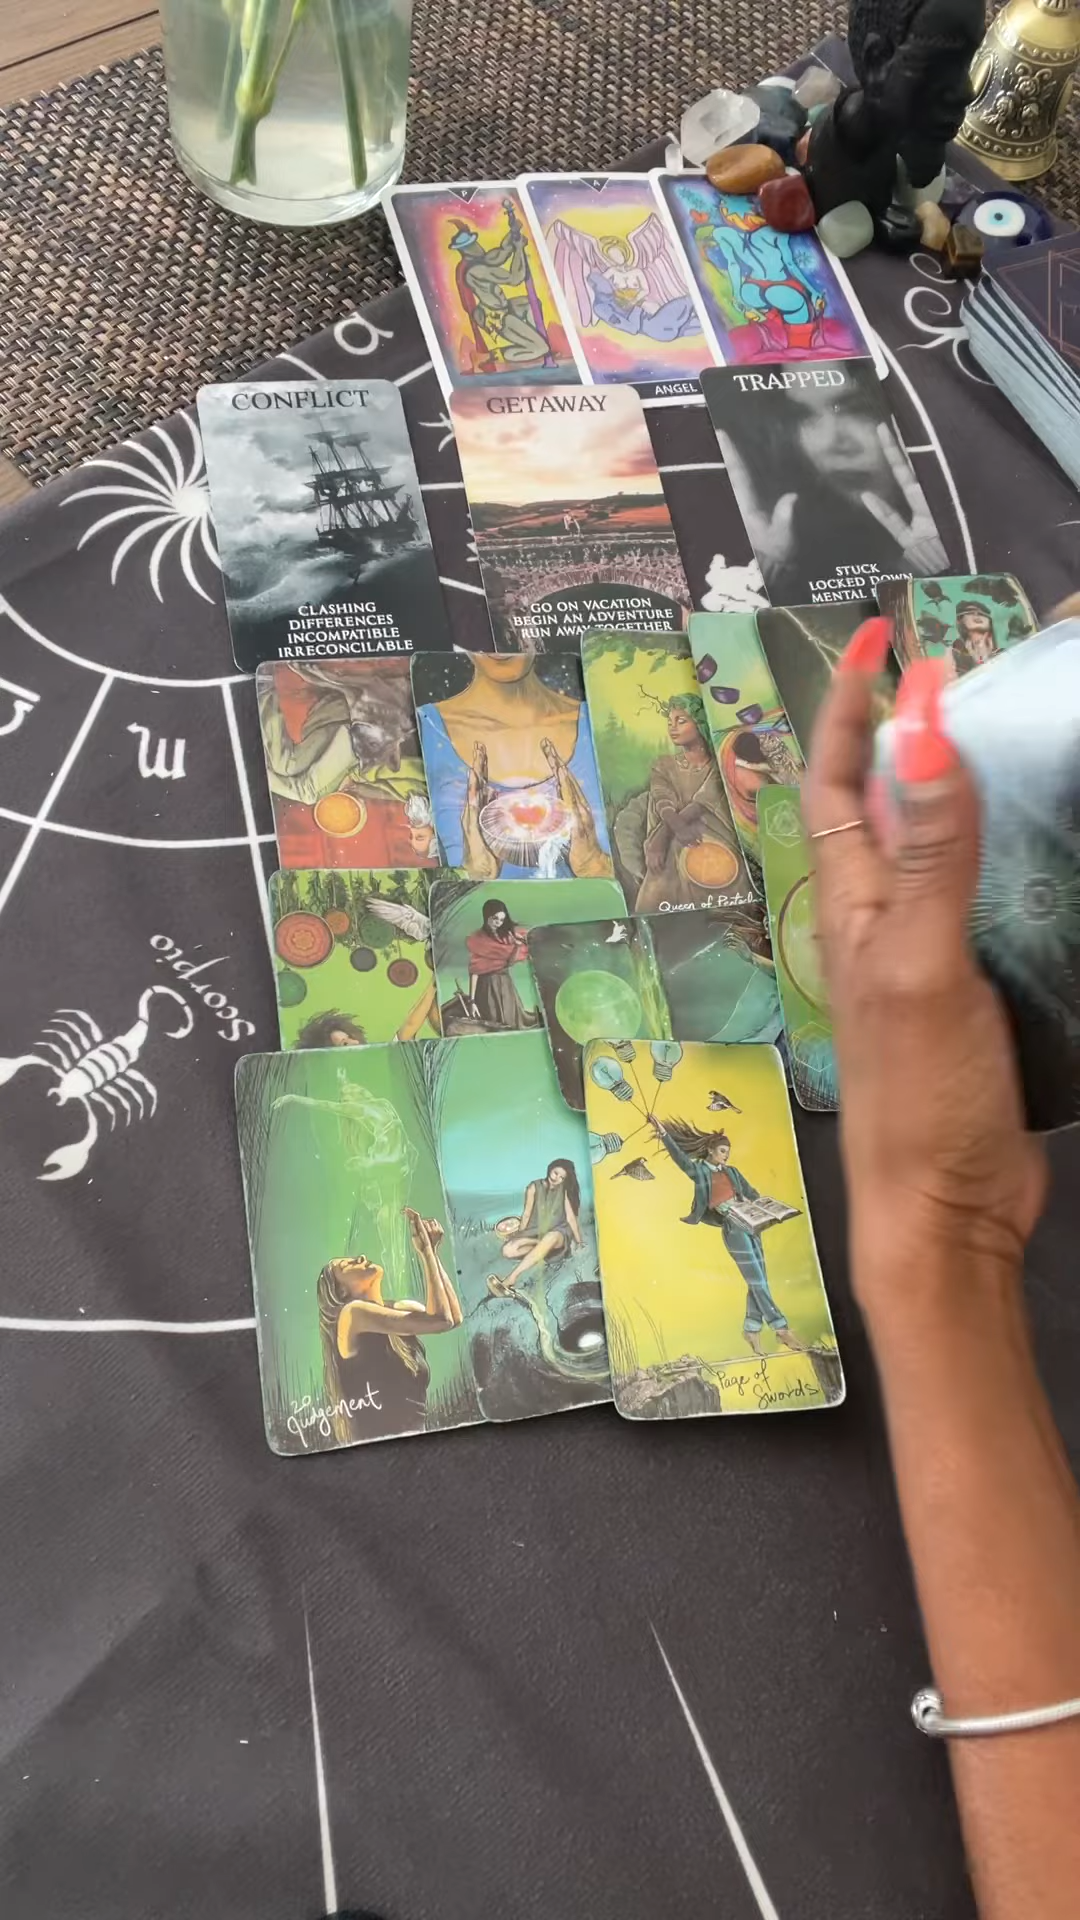 P
A
ANGEL
CONFLICT
CLASHING
DIFFERENCES
INCOMPATIBLE
IRRECONCILABLE
GETAWAY
GO ON VACATION
BEGIN AN ADVENTURE
RUN AWAY TOGETHER
TRAPPED
STUCK
LOCKED DOWN
MENTAL
Queen of
Scorpio
20
Judgement
Page of
Swords